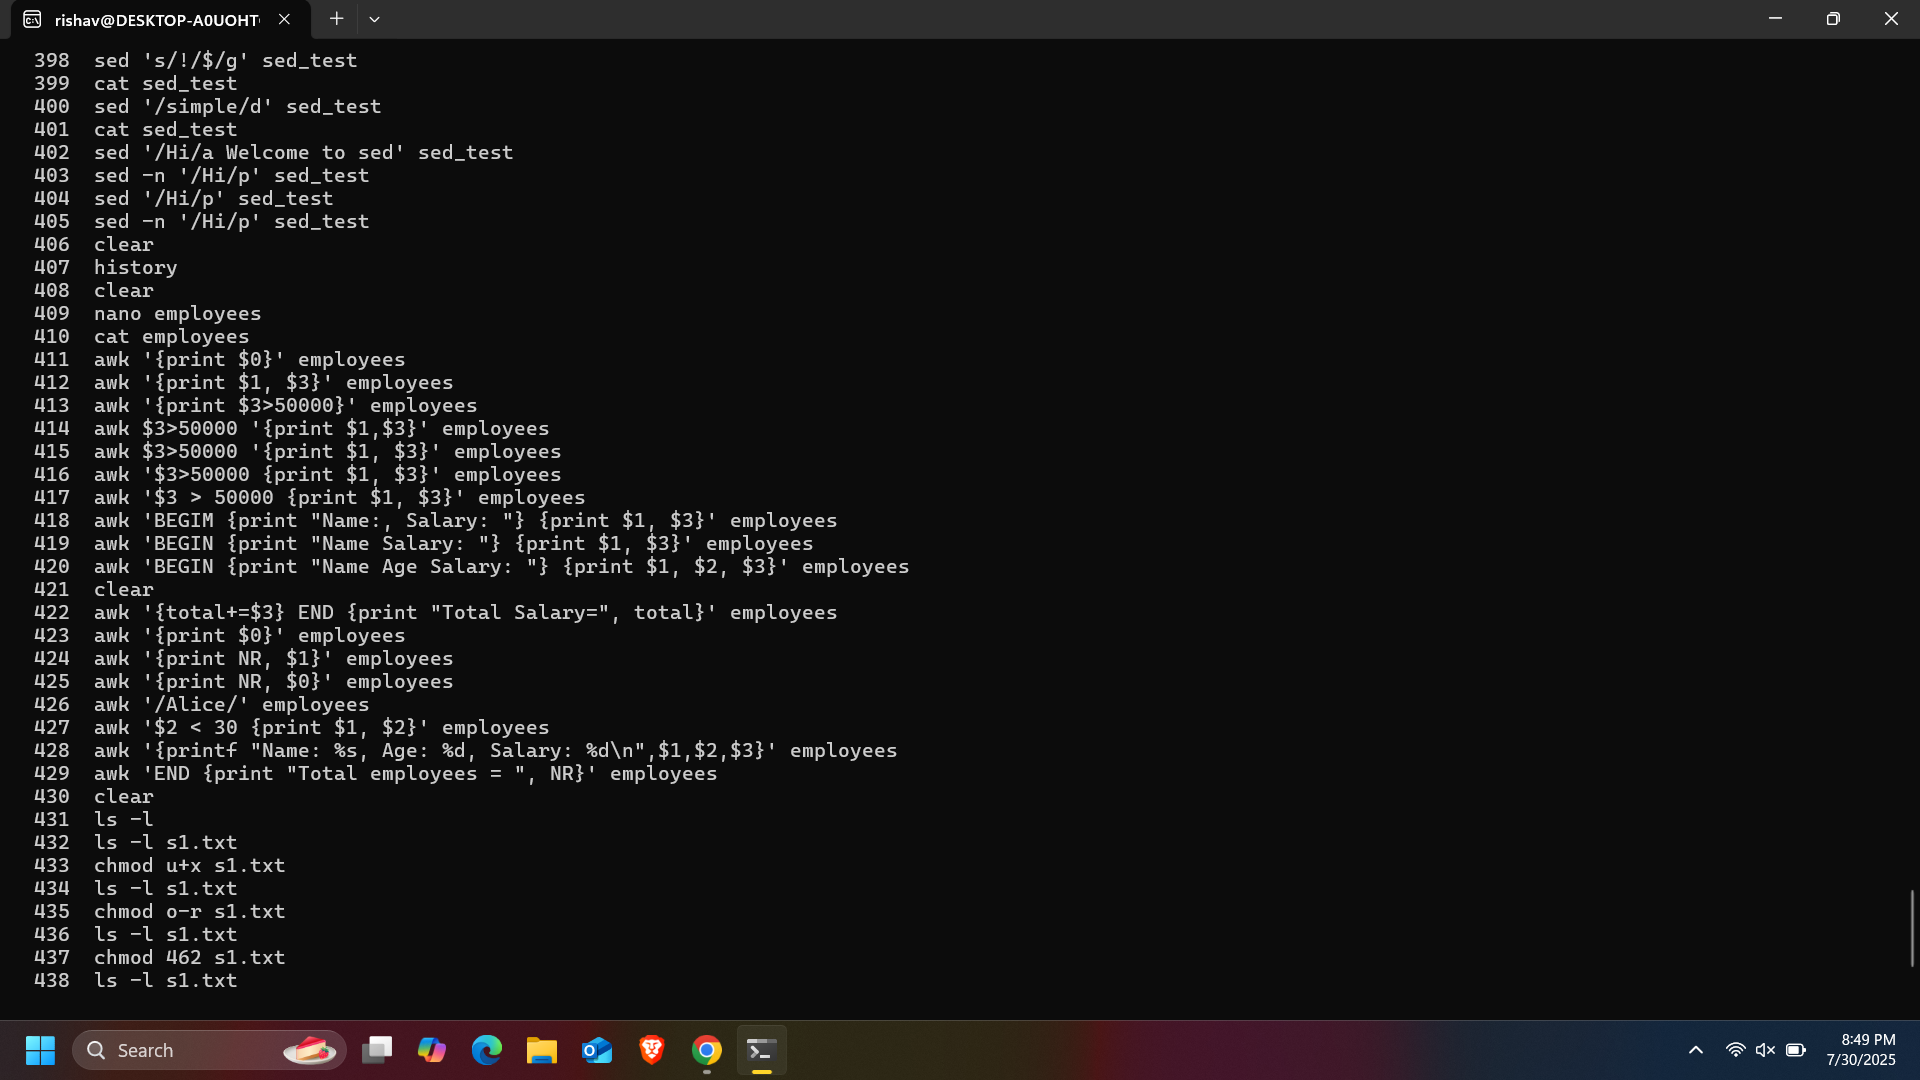 rishav@DESKTOP-A0UOHT
398 sed 's/!/$/g' sed_test
399 cat sed_test
400 sed '/simple/d' sed_test
401 cat sed_test
402 sed '/Hi/a Welcome to sed' sed_test
403 sed -n '/Hi/p' sed_test
404 sed '/Hi/p' sed_test
405 sed -n '/Hi/p' sed_test
406 clear
407 history
408 clear
409 nano employees
410 cat employees
411 awk '{print $0}' employees
412 awk '{print $1, $3}' employees
413 awk '{print $3>50000}' employees
414 awk $3>50000 '{print $1,$3}' employees
415 awk $3>50000 '{print $1, $3}' employees
416 awk '$3>50000 {print $1, $3}' employees
417 awk '$3 > 50000 {print $1, $3}' employees
418 awk 'BEGIM {print "Name:, Salary: "} {print $1, $3}' employees
419 awk 'BEGIN {print "Name Salary: "} {print $1, $3}' employees
420 awk 'BEGIN {print "Name Age Salary: "} {print $1, $2, $3}' employees
421 clear
422 awk '{total+=$3} END {print "Total Salary=", total}' employees
423 awk '{print $0}' employees
424 awk '{print NR, $1}' employees
425 awk '{print NR, $0}' employees
426 awk '/Alice/' employees
427 awk '$2 < 30 {print $1, $2}' employees
428 awk '{printf "Name: %s, Age: %d, Salary: %d\n",$1,$2,$3}' employees
429 awk 'END {print "Total employees = ", NR}' employees
430 clear
431 ls -l
432 ls -l s1.txt
433 chmod u+x s1.txt
434 ls -l s1.txt
435 chmod o-r s1.txt
436 ls -l s1.txt
437 chmod 462 s1.txt
438 ls -l s1.txt
Search
8:49 PM
7/30/2025